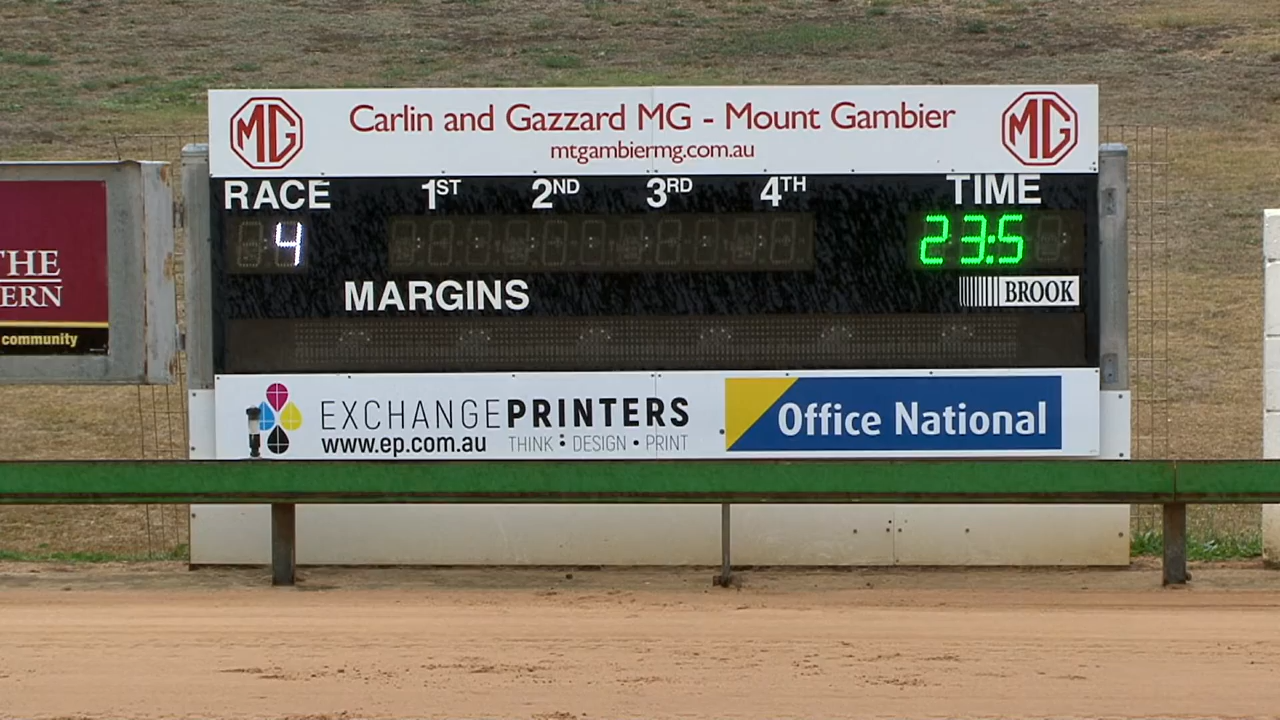 MG Carlin and Gazzard MG - Mount Gambier MG
mtgambiermg.com.au
RACE 1ST 2ND 3RD 4TH TIME
4 23:5
MARGINS BROOK
THE
ERN
community
EXCHANGEPRINTERS
www.ep.com.au THINK : DESIGN • PRINT
Office National